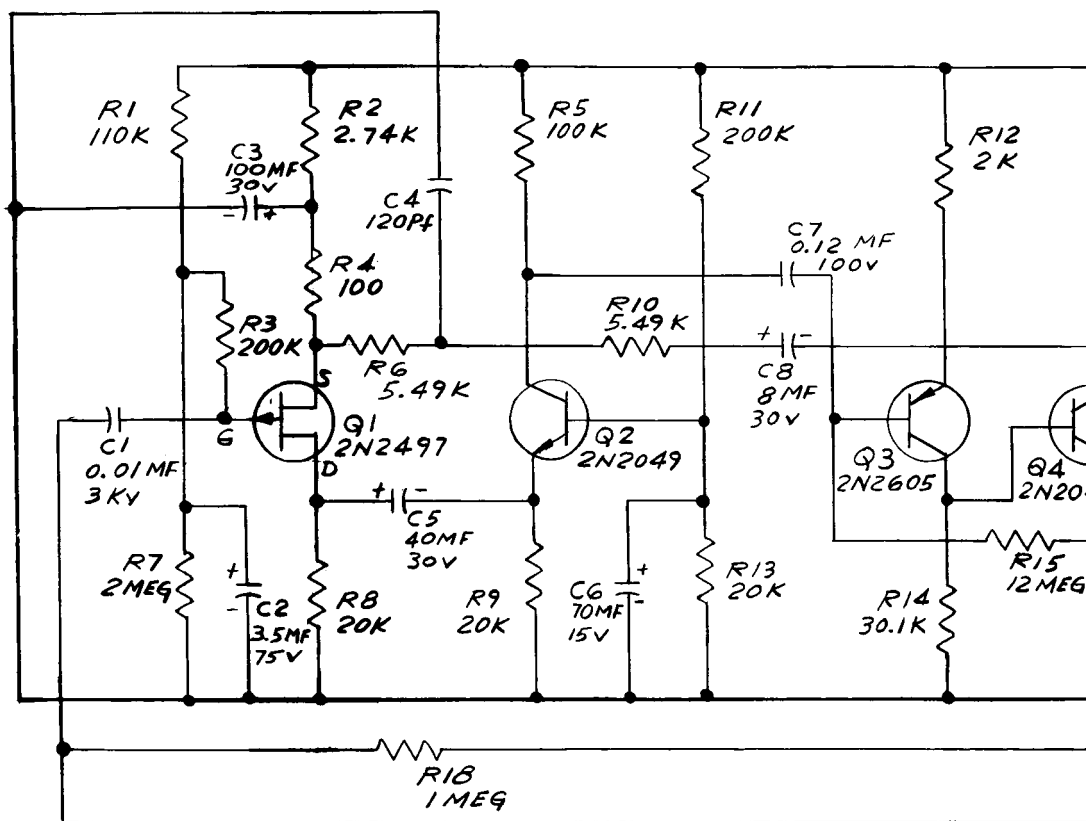 R1
110K
R2
2.74K
C3
100MF
30V
- +
C4
120Pf
R5
100K
R11
200K
R12
2K
R4
100
C7
0.12 MF
100V
R3
200K
R10
5.49K
R6
5.49K
+ -
C8
8MF
30V
S
G
D
Q1
2N2497
C1
0.01MF
3KV
Q2
2N2049
Q3
2N2605
Q4
2N20
+ -
C5
40MF
30V
R7
2MEG
+
-
C2
3.5MF
75V
R8
20K
R9
20K
C6
70MF
15V
+
-
R13
20K
R15
12MEG
R14
30.1K
R18
1MEG